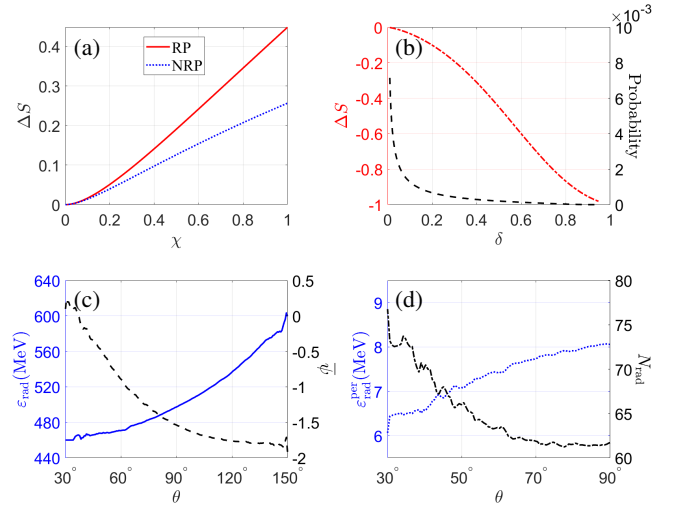 (a)
RP
NRP
ΔS
0.4
0.3
0.2
0.1
0
0 0.2 0.4 0.6 0.8 1
χ
(b)
×10⁻³
ΔS
0
-0.2
-0.4
-0.6
-0.8
-1
10
8
6
4
2
0
Probability
0 0.2 0.4 0.6 0.8 1
δ
(c)
ε_rad(MeV)
640
600
560
520
480
440
0.5
0
-0.5
-1
-1.5
-2
ψ
30° 60° 90° 120° 150°
θ
(d)
ε_rad^per(MeV)
9
8
7
6
80
75
70
65
60
N_rad
30° 50° 70° 90°
θ